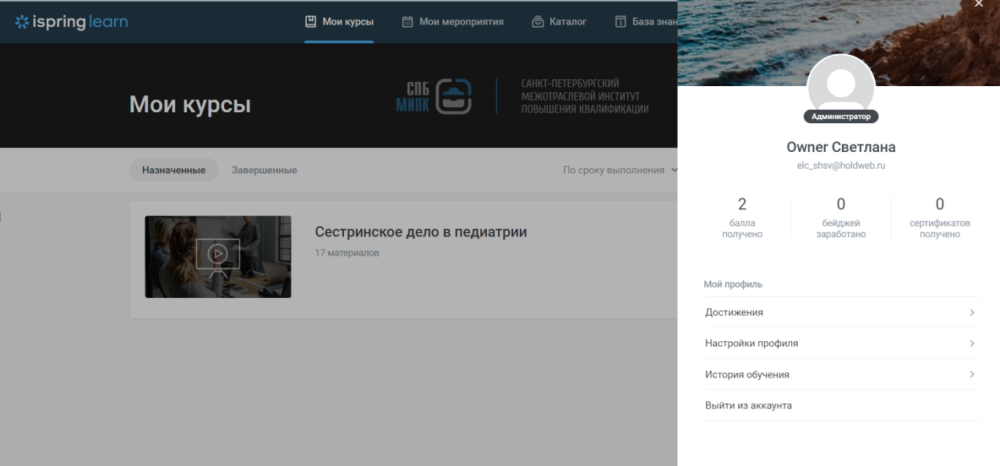 ispring learn
Мои курсы
Мои мероприятия
Каталог
База знан
Мои курсы
СПБ
МИПК
САНКТ-ПЕТЕРБУРГСКИЙ
МЕЖОТРАСЛЕВОЙ ИНСТИТУТ
ПОВЫШЕНИЯ КВАЛИФИКАЦИИ
Назначенные
Завершенные
По сроку выполнения
Сестринское дело в педиатрии
17 материалов
Администратор
Owner Светлана
elc_shsv@holdweb.ru
2
балла
получено
0
бейджей
заработано
0
сертификатов
получено
Мой профиль
Достижения
Настройки профиля
История обучения
Выйти из аккаунта